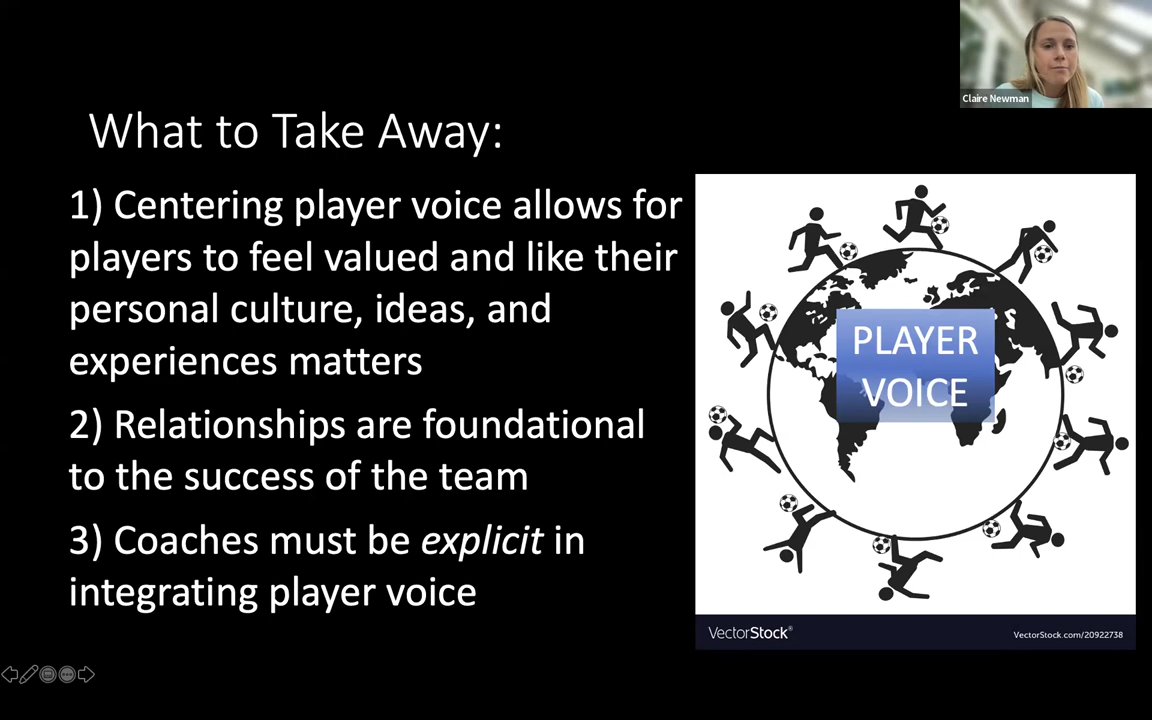 Claire Newman
What to Take Away:
1) Centering player voice allows for
players to feel valued and like their
personal culture, ideas, and
experiences matters
2) Relationships are foundational
to the success of the team
3) Coaches must be explicit in
integrating player voice
PLAYER
VOICE
VectorStock®
VectorStock.com/20922738